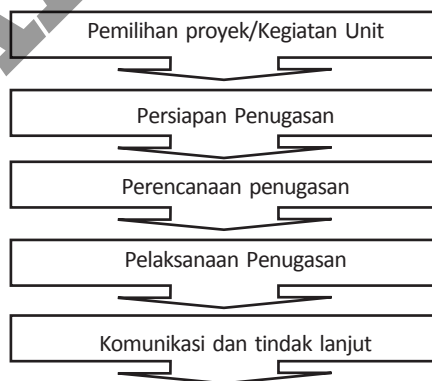 Pemilihan proyek/Kegiatan Unit
Persiapan Penugasan
Perencanaan penugasan
Pelaksanaan Penugasan
Komunikasi dan tindak lanjut